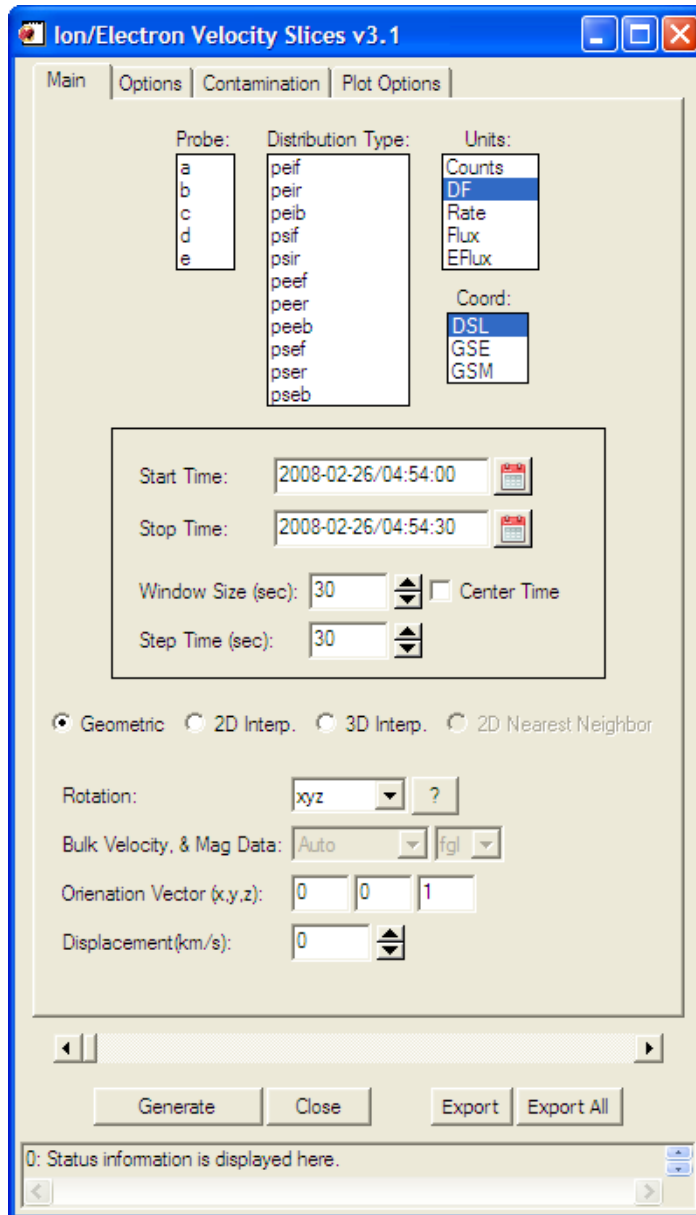 Ion/Electron Velocity Slices v3.1
Main Options Contamination Plot Options
Probe: Distribution Type: Units:
a peif Counts
b peir DF
c peib Rate
d psif Flux
e psir EFlux
peef
peer Coord:
peeb DSL
psef GSE
pser GSM
pseb
Start Time: 2008-02-26/04:54:00
Stop Time: 2008-02-26/04:54:30
Window Size (sec): 30 Center Time
Step Time (sec): 30
Geometric 2D Interp. 3D Interp. 2D Nearest Neighbor
Rotation: xyz ?
Bulk Velocity, & Mag Data: Auto fgl
Orienation Vector (x,y,z): 0 0 1
Displacement(km/s): 0
Generate Close Export Export All
0: Status information is displayed here.